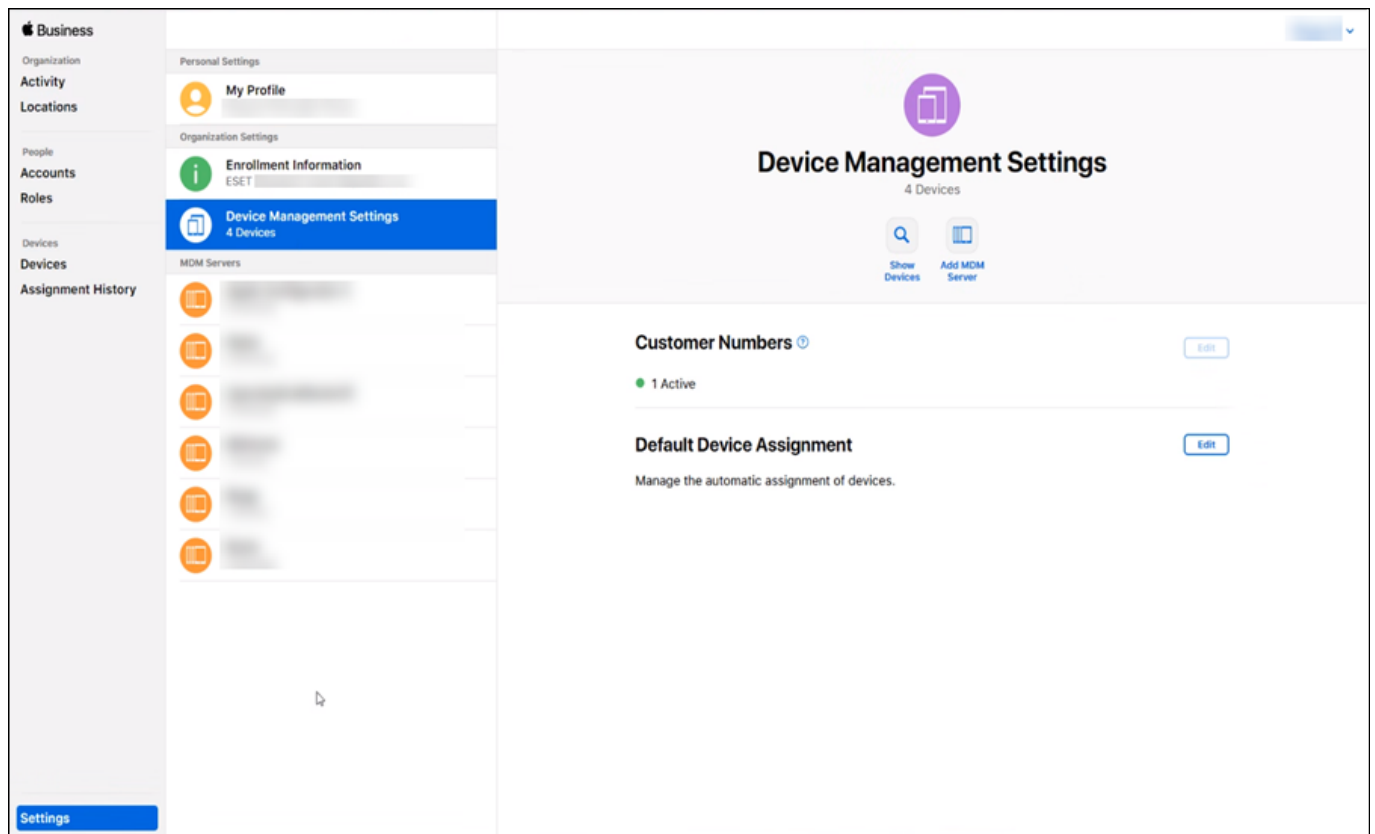 Business
Organization
Activity
Locations
People
Accounts
Roles
Devices
Devices
Assignment History
Settings
Personal Settings
My Profile
Organization Settings
Enrollment Information
ESET
Device Management Settings
4 Devices
MDM Servers
Device Management Settings
4 Devices
Show
Devices
Add MDM
Server
Customer Numbers
Edit
1 Active
Default Device Assignment
Edit
Manage the automatic assignment of devices.